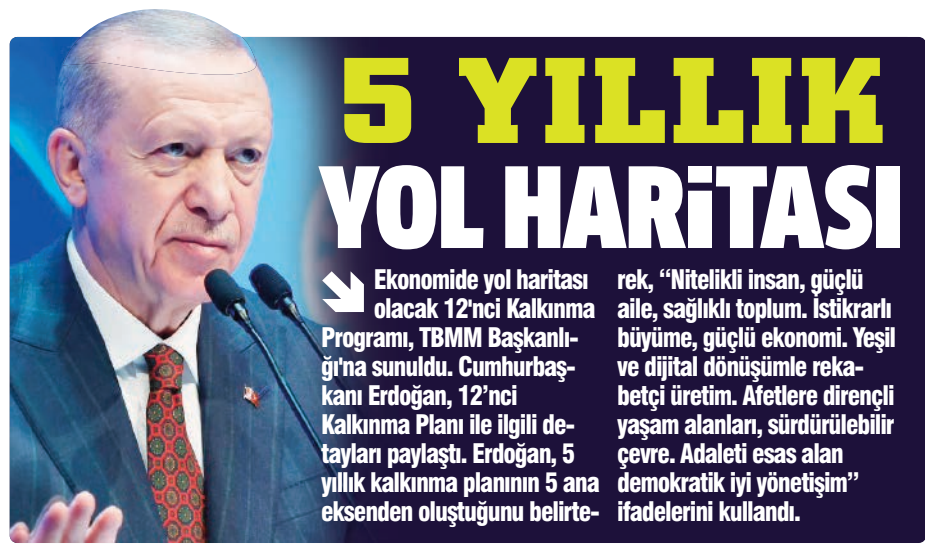 5 YILLIK
YOL HARiTASI
Ekonomide yol haritası
olacak 12'nci Kalkınma
Programı, TBMM Başkanlı-
ğı'na sunuldu. Cumhurbaş-
kanı Erdoğan, 12’nci
Kalkınma Planı ile ilgili de-
tayları paylaştı. Erdoğan, 5
yıllık kalkınma planının 5 ana
eksenden oluştuğunu belirte-
rek, “Nitelikli insan, güçlü
aile, sağlıklı toplum. İstikrarlı
büyüme, güçlü ekonomi. Yeşil
ve dijital dönüşümle reka-
betçi üretim. Afetlere dirençli
yaşam alanları, sürdürülebilir
çevre. Adaleti esas alan
demokratik iyi yönetişim”
ifadelerini kullandı.